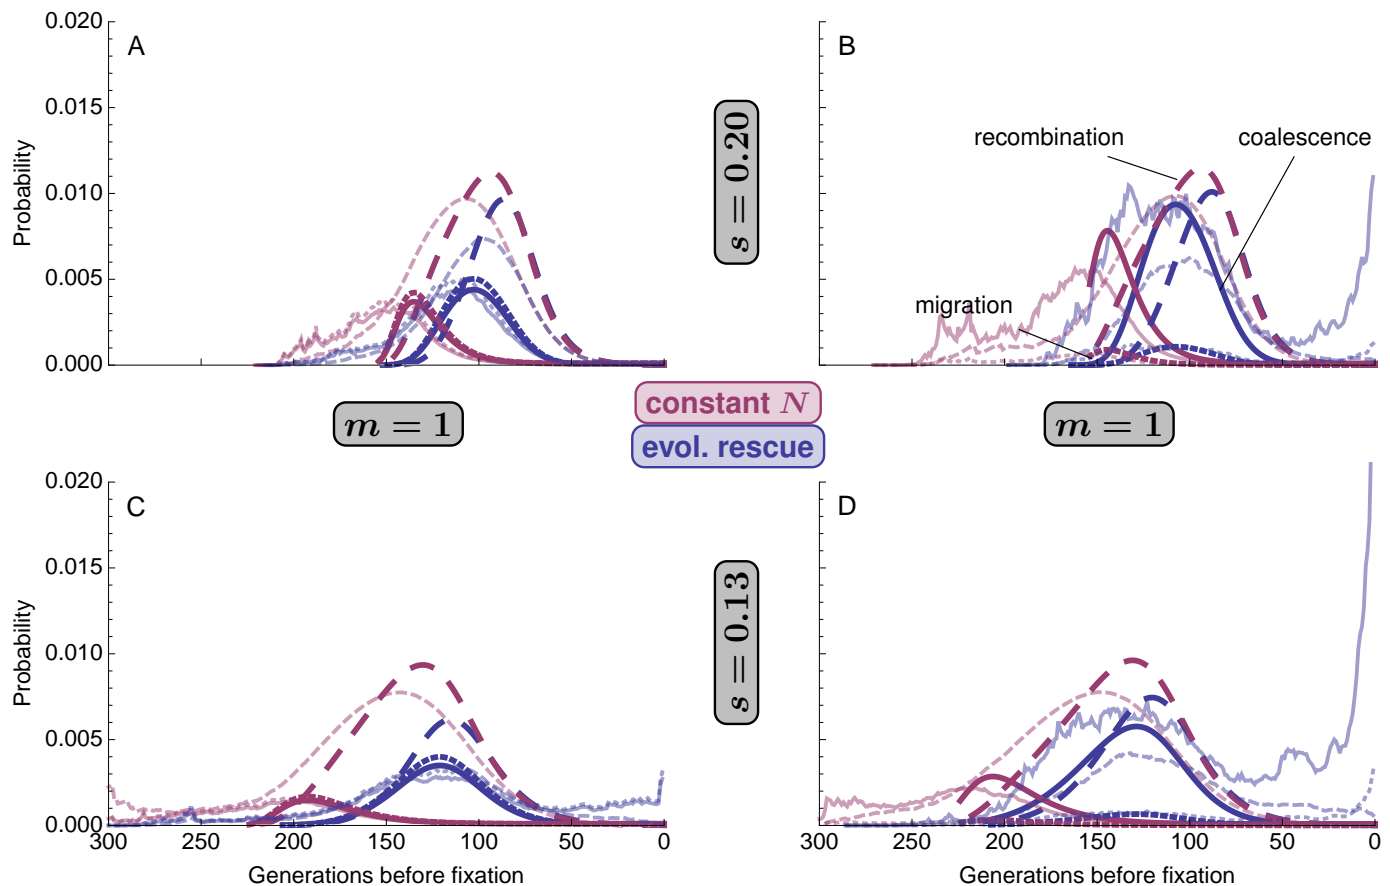 A
B
0.020
0.015
0.010
0.005
0.000
Probability
s = 0.20
recombination
coalescence
migration
m = 1
constant N
evol. rescue
m = 1
C
D
0.020
0.015
0.010
0.005
0.000
Probability
s = 0.13
300 250 200 150 100 50 0
300 250 200 150 100 50 0
Generations before fixation
Generations before fixation